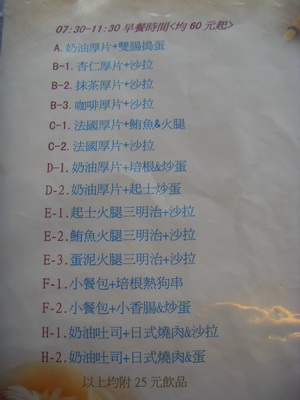 07:30-11:30 早餐時間<均 60 元起>
A. 奶油厚片+雙腸搗蛋
B-1. 杏仁厚片+沙拉
B-2. 抹茶厚片+沙拉
B-3. 咖啡厚片+沙拉
C-1. 法國厚片+鮪魚&火腿
C-2. 法國厚片+沙拉
D-1. 奶油厚片+培根&炒蛋
D-2. 奶油厚片+起士炒蛋
E-1. 起士火腿三明治+沙拉
E-2. 鮪魚火腿三明治+沙拉
E-3. 蛋泥火腿三明治+沙拉
F-1. 小餐包+培根熱狗串
F-2. 小餐包+小香腸&炒蛋
H-1. 奶油吐司+日式燒肉&沙拉
H-2. 奶油吐司+日式燒肉&蛋
以上均附 25 元飲品